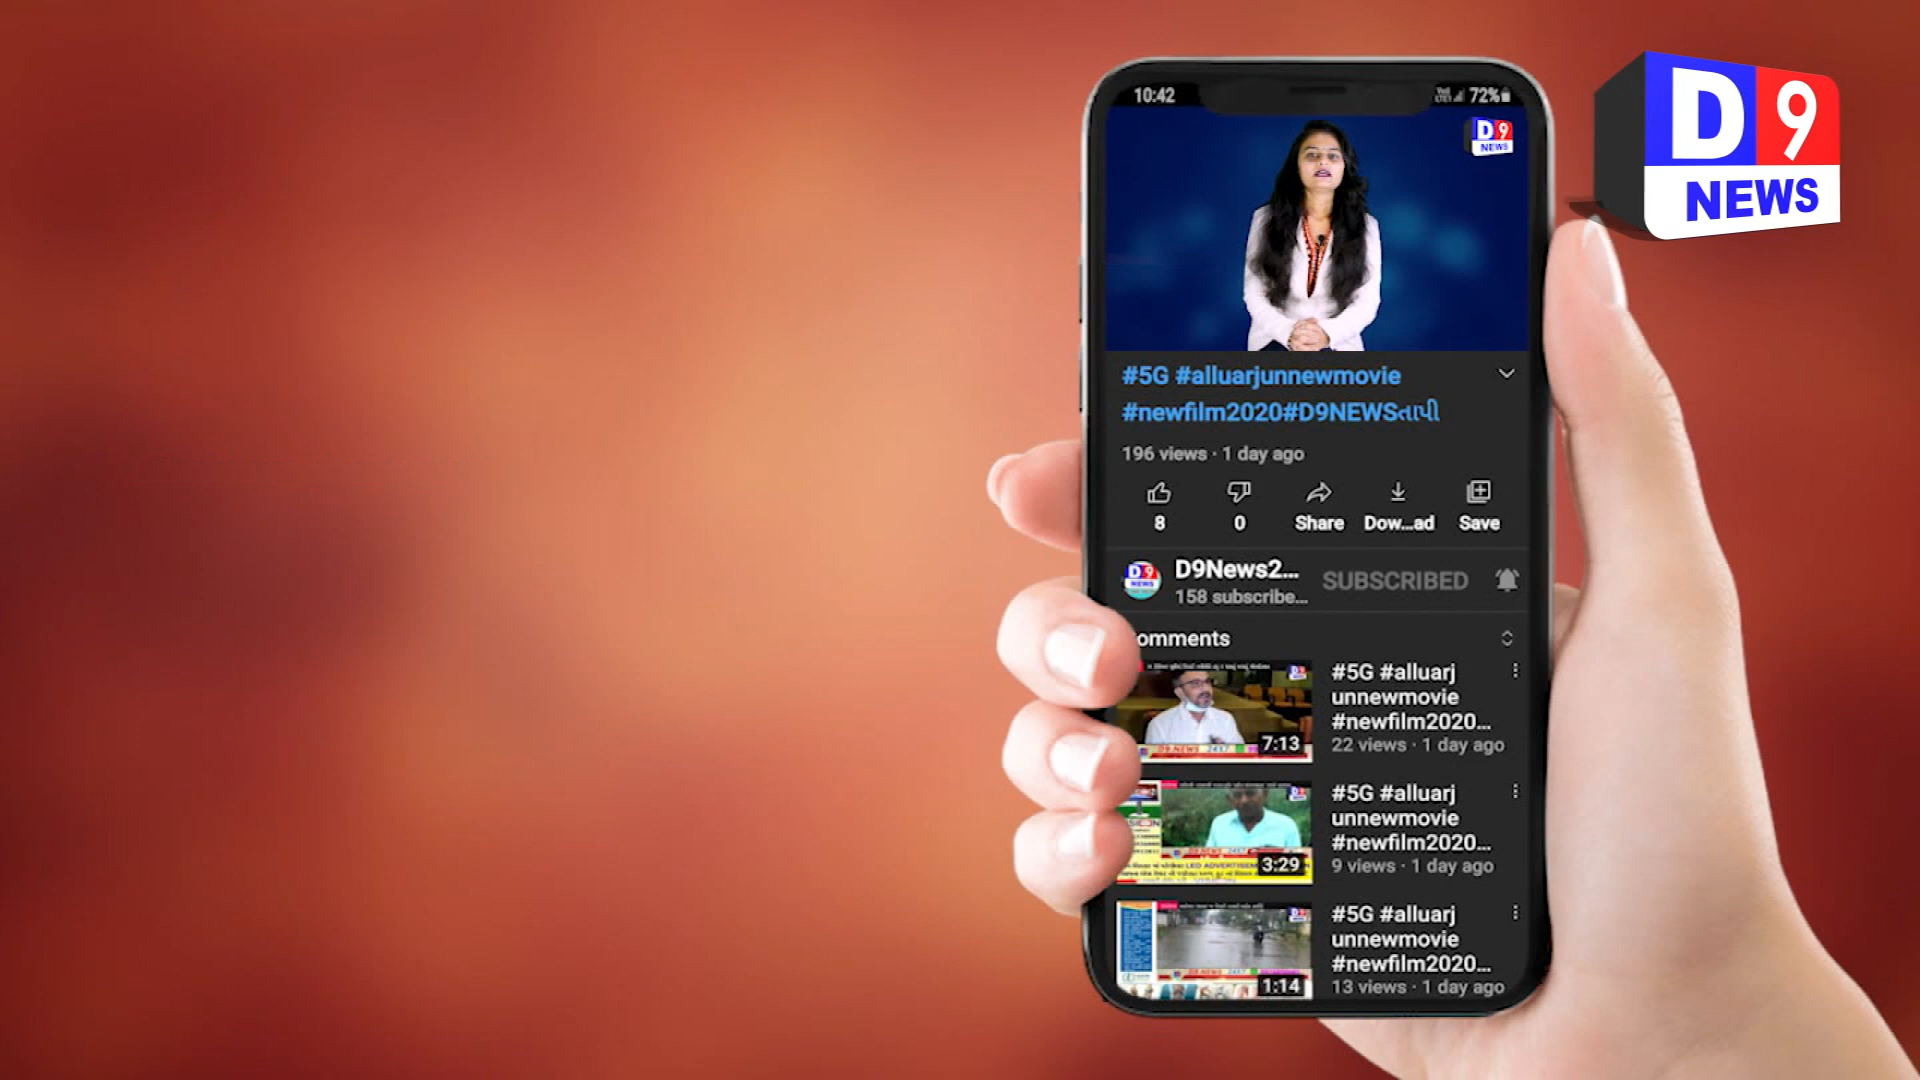 10:42
72%
D 9
NEWS
D 9
NEWS
#5G #alluarjunnewmovie
#newfilm2020#D9NEWSતાપી
196 views · 1 day ago
8
0
Share
Dow...ad
Save
D9News2...
158 subscribe...
SUBSCRIBED
omments
#5G #alluarj
unnewmovie
#newfilm2020...
22 views · 1 day ago
7:13
#5G #alluarj
unnewmovie
#newfilm2020...
9 views · 1 day ago
3:29
#5G #alluarj
unnewmovie
#newfilm2020...
13 views · 1 day ago
1:14